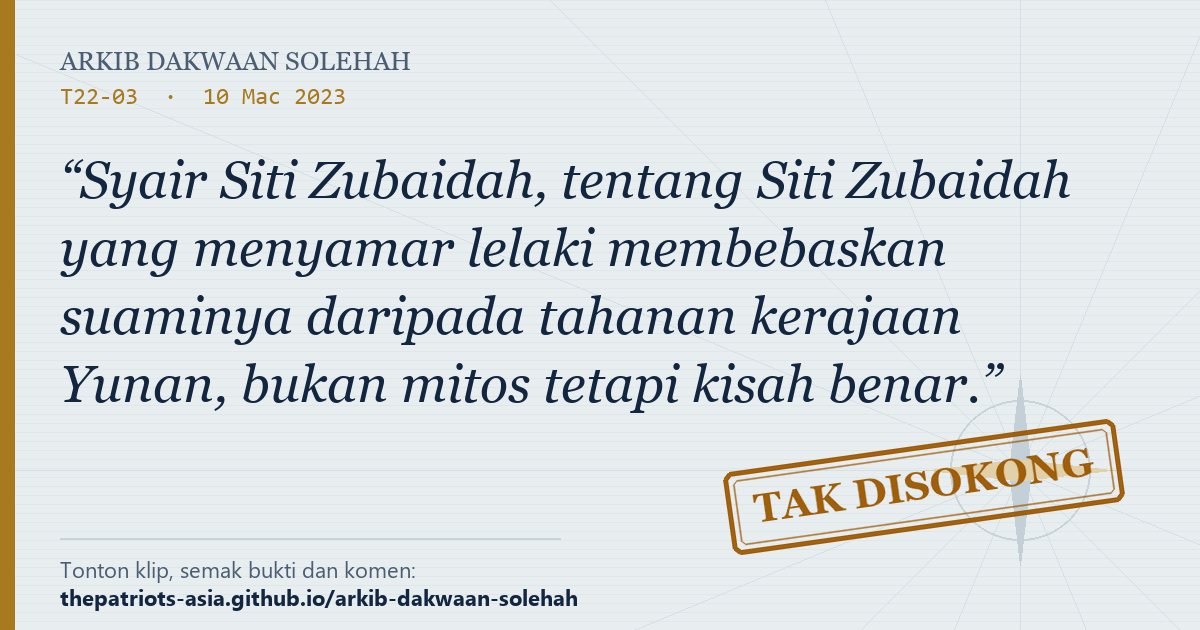 ARKIB DAKWAAN SOLEHAH
T22-03 · 10 Mac 2023
“Syair Siti Zubaidah, tentang Siti Zubaidah
yang menyamar lelaki membebaskan
suaminya daripada tahanan kerajaan
Yunan, bukan mitos tetapi kisah benar.”
TAK DISOKONG
Tonton klip, semak bukti dan komen:
thepatriots-asia.github.io/arkib-dakwaan-solehah